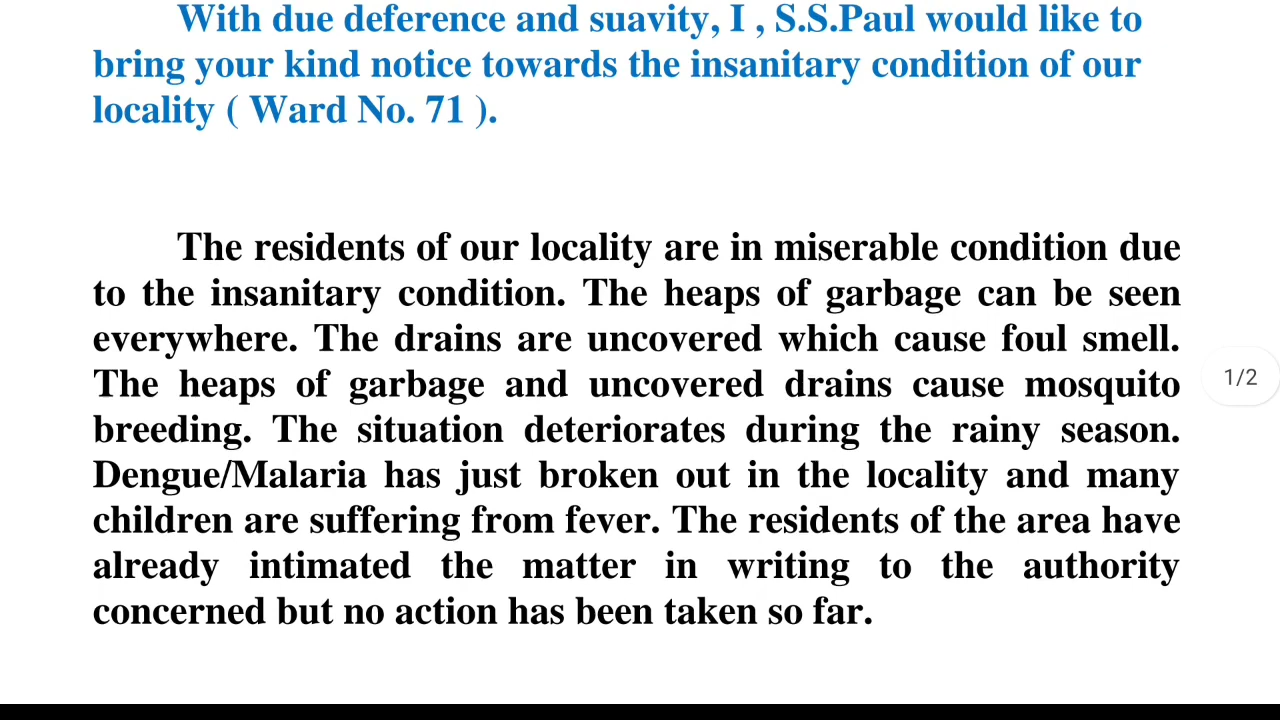 With due deference and suavity, I , S.S.Paul would like to
bring your kind notice towards the insanitary condition of our
locality ( Ward No. 71 ).
The residents of our locality are in miserable condition due
to the insanitary condition. The heaps of garbage can be seen
everywhere. The drains are uncovered which cause foul smell.
The heaps of garbage and uncovered drains cause mosquito
breeding. The situation deteriorates during the rainy season.
Dengue/Malaria has just broken out in the locality and many
children are suffering from fever. The residents of the area have
already intimated the matter in writing to the authority
concerned but no action has been taken so far.
1/2